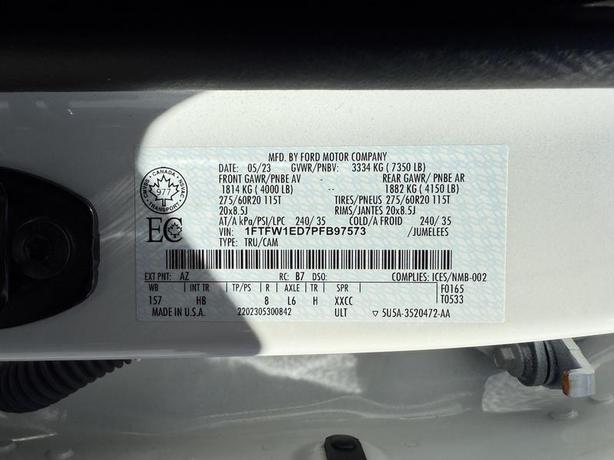 MFD. BY FORD MOTOR COMPANY
DATE: 05/23 GVWR/PNBV: 3334 KG ( 7350 LB)
FRONT GAWR/PNBE AV REAR GAWR/ PNBE AR
1814 KG ( 4000 LB) -- 1882 KG ( 4150 LB)
275/60R20 115T TIRES/PNEUS 275/60R20 115T
20x8.5J RIMS/JANTES 20x8.5J
AT/A kPa/PSI/LPC 240/ 35 COLD/A FROID 240/ 35
VIN: 1FTFW1ED7PFB97573 /JUMELEES
TYPE: TRU/CAM
CANADA
977
TRANSPORT
EC
EXT PNT: AZ RC: B7 DSO: COMPLIES: ICES/NMB-002
WB INT TR TP/PS R AXLE TR SPR F0165
157 HB 8 L6 H XXCC T0533
MADE IN U.S.A. 2202305300842 ULT 5U5A-3520472-AA